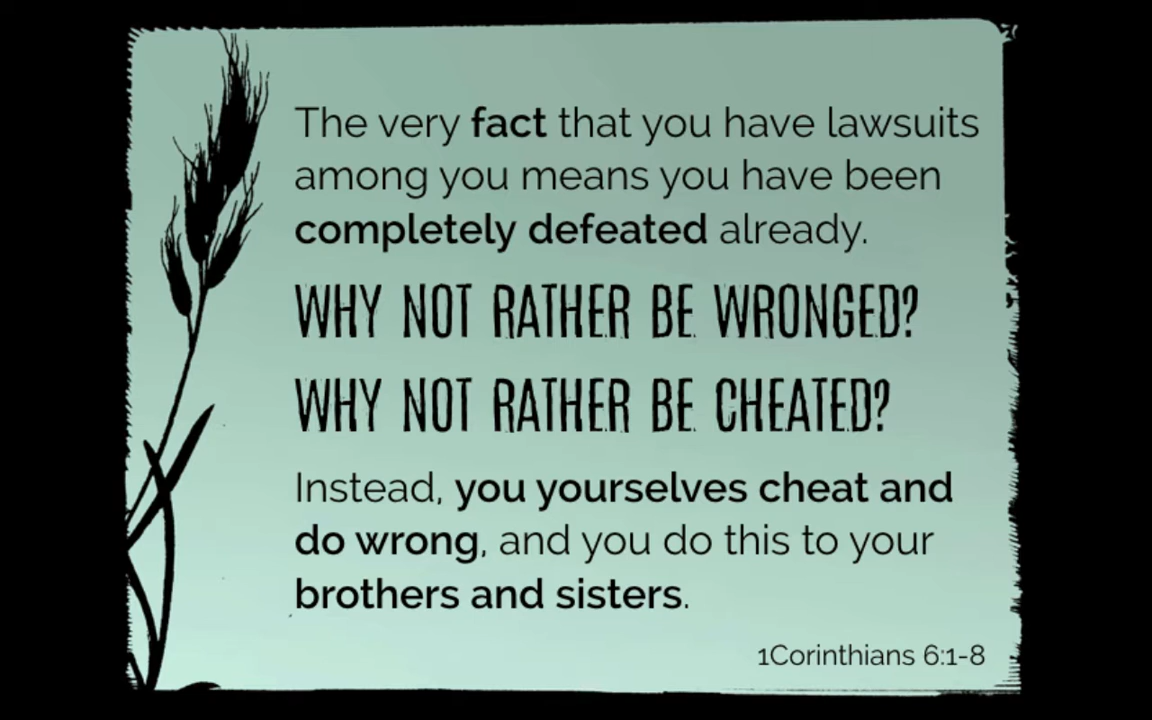 The very fact that you have lawsuits
among you means you have been
completely defeated already.
WHY NOT RATHER BE WRONGED?
WHY NOT RATHER BE CHEATED?
Instead, you yourselves cheat and
do wrong, and you do this to your
brothers and sisters.
1Corinthians 6:1-8